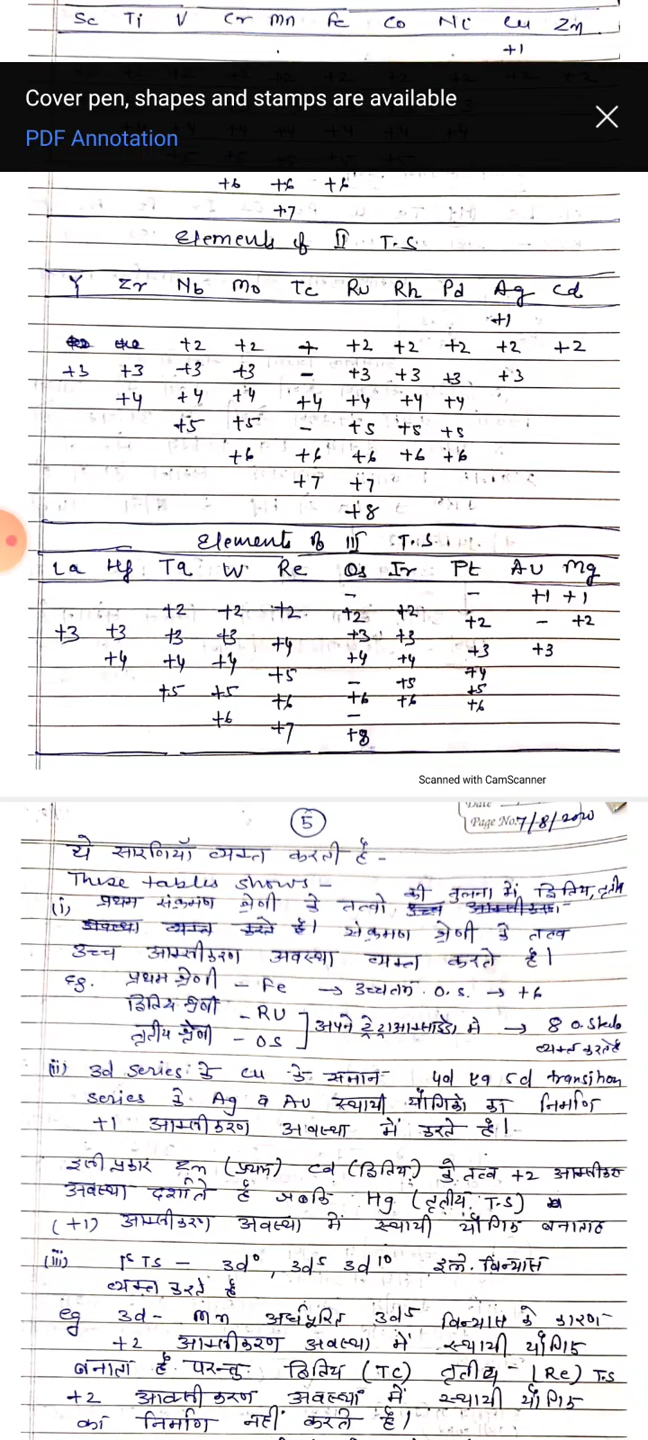 Sc Ti V Cr Mn Fe Co Ni Cu Zn
+1
Cover pen, shapes and stamps are available
PDF Annotation
+6 +6 +6
+7
Elements of II T.S.
Y Zr Nb Mo Tc Ru Rh Pd Ag Cd
+1
+2 +2 + +2 +2 +2 +2 +2
+3 +3 +3 +3 - +3 +3 +3 +3
+4 +4 +4 +4 +4 +4 +4
+5 +5 - +5 +5 +5
+6 +6 +6 +6 +6
+7 +7
+8
Elements of III T.S.
La Hf Ta W Re Os Ir Pt Au Mg
- - +1 +1
+2 +2 +2 +2 +2 +2 - +2
+3 +3 +3 +3 +4 +3 +3 +3 +3
+4 +4 +4 +5 +4 +4 +4
+5 +5 +6 - +5 +5
+6 +7 +6 +6 +6
-
+8
Scanned with CamScanner
5
Date
Page No. 7/8/2020
ये सारणियाँ व्यक्त करती है -
These tables shows -
(i) प्रथम संक्रमण श्रेणी के तत्वो की तुलना में द्वितिय, तृतीय
अवस्था व्यक्त करते है। संक्रमण श्रेणी के तत्व
उच्च आक्सीकरण अवस्था व्यक्त करते है।
eg. प्रथम श्रेणी - Fe → उच्चतम O.S. → +6
द्वितिय श्रेणी - RU
तृतीय श्रेणी - OS ] अपने टेट्राआक्साइडो मे → 8 O.State
व्यक्त करते है
(ii) 3d series के Cu के समान 4d एवं 5d transition
series के Ag व Au स्थायी यौगिको का निर्माण
+1 आक्सीकरण अवस्था में करते है।
इसी प्रकार Zn (प्रथम) Cd (द्वितिय) के तत्व +2 आक्सीकरण
अवस्था दर्शाते है जबकि Hg (तृतीय T.S)
(+1) आक्सीकरण अवस्था में स्थायी यौगिक बनाता है
(iii) Ist TS - 3d⁰, 3d⁵ 3d¹⁰ इले. विन्यास
व्यक्त करते है
eg 3d - Mn अर्धपूरित 3d⁵ विन्यास के कारण
+2 आक्सीकरण अवस्था में स्थायी यौगिक
बनाता है परन्तु द्वितिय (TC) तृतीय - (Re) T.S
+2 आक्सीकरण अवस्था में स्थायी यौगिक
का निर्माण नहीं करते है।